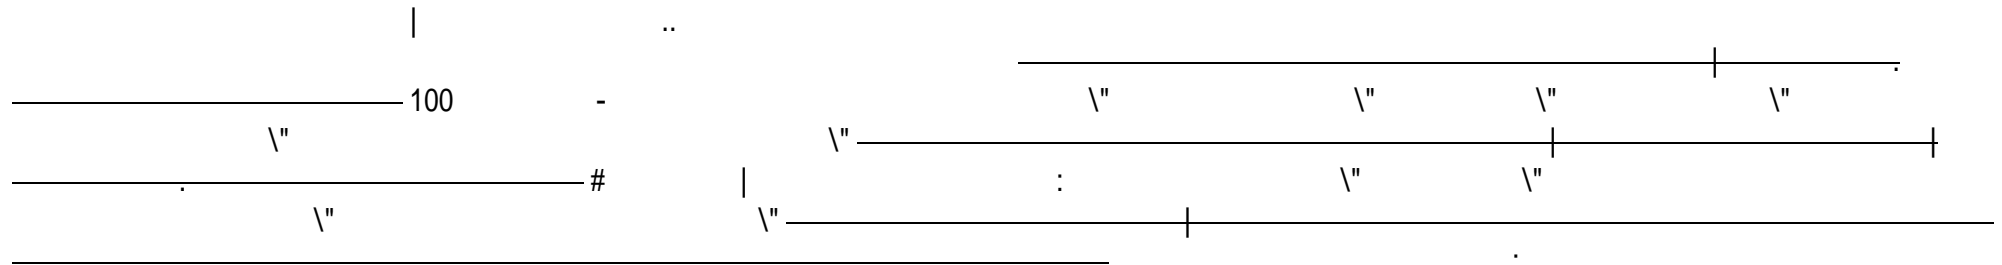 | ..
| .
100 - \" \" \" \"
\" \" | |
. # | : \" \"
\" \" |
.